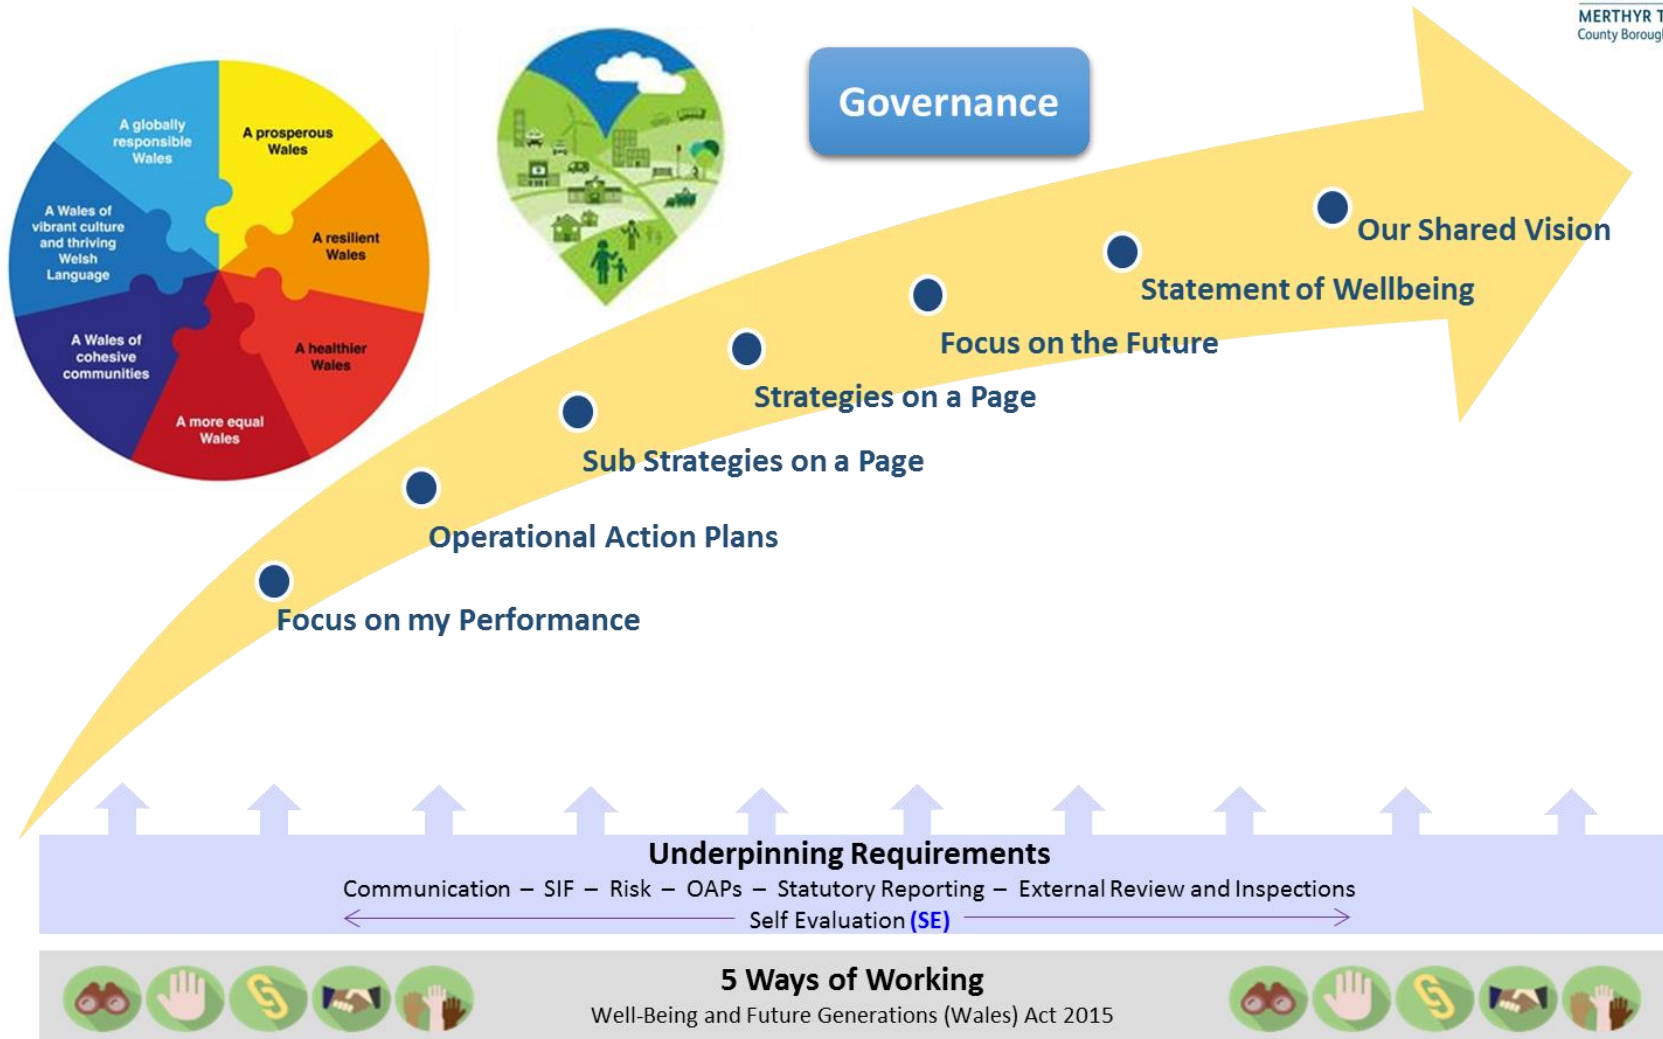 MERTHYR T
County Boroug
Governance
A globally
responsible
Wales
A prosperous
Wales
A Wales of
vibrant culture
and thriving
Welsh
Language
A resilient
Wales
A Wales of
cohesive
communities
A healthier
Wales
A more equal
Wales
Our Shared Vision
Statement of Wellbeing
Focus on the Future
Strategies on a Page
Sub Strategies on a Page
Operational Action Plans
Focus on my Performance
Underpinning Requirements
Communication – SIF – Risk – OAPs – Statutory Reporting – External Review and Inspections
Self Evaluation (SE)
5 Ways of Working
Well-Being and Future Generations (Wales) Act 2015